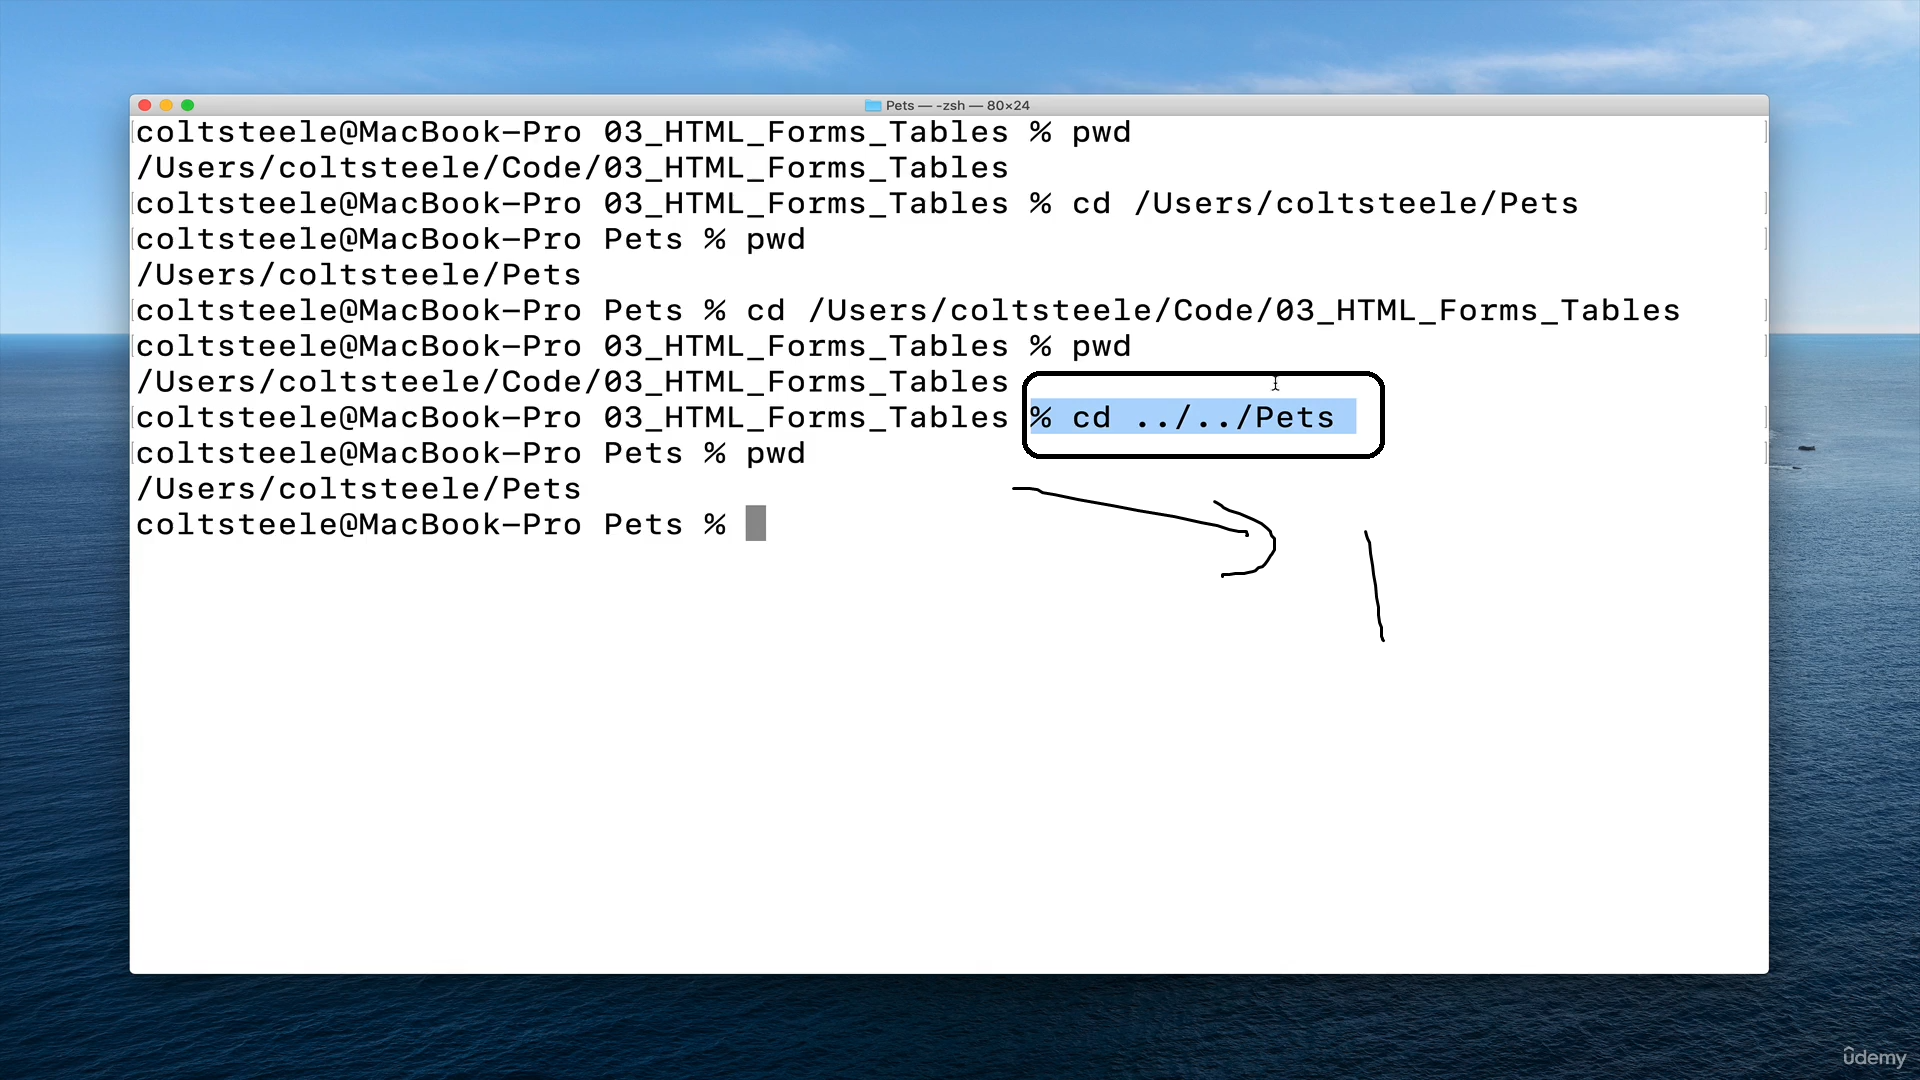 Pets — -zsh — 80×24
coltsteele@MacBook-Pro 03_HTML_Forms_Tables % pwd
/Users/coltsteele/Code/03_HTML_Forms_Tables
coltsteele@MacBook-Pro 03_HTML_Forms_Tables % cd /Users/coltsteele/Pets
coltsteele@MacBook-Pro Pets % pwd
/Users/coltsteele/Pets
coltsteele@MacBook-Pro Pets % cd /Users/coltsteele/Code/03_HTML_Forms_Tables
coltsteele@MacBook-Pro 03_HTML_Forms_Tables % pwd
/Users/coltsteele/Code/03_HTML_Forms_Tables
coltsteele@MacBook-Pro 03_HTML_Forms_Tables % cd ../../Pets
coltsteele@MacBook-Pro Pets % pwd
/Users/coltsteele/Pets
coltsteele@MacBook-Pro Pets %
ûdemy